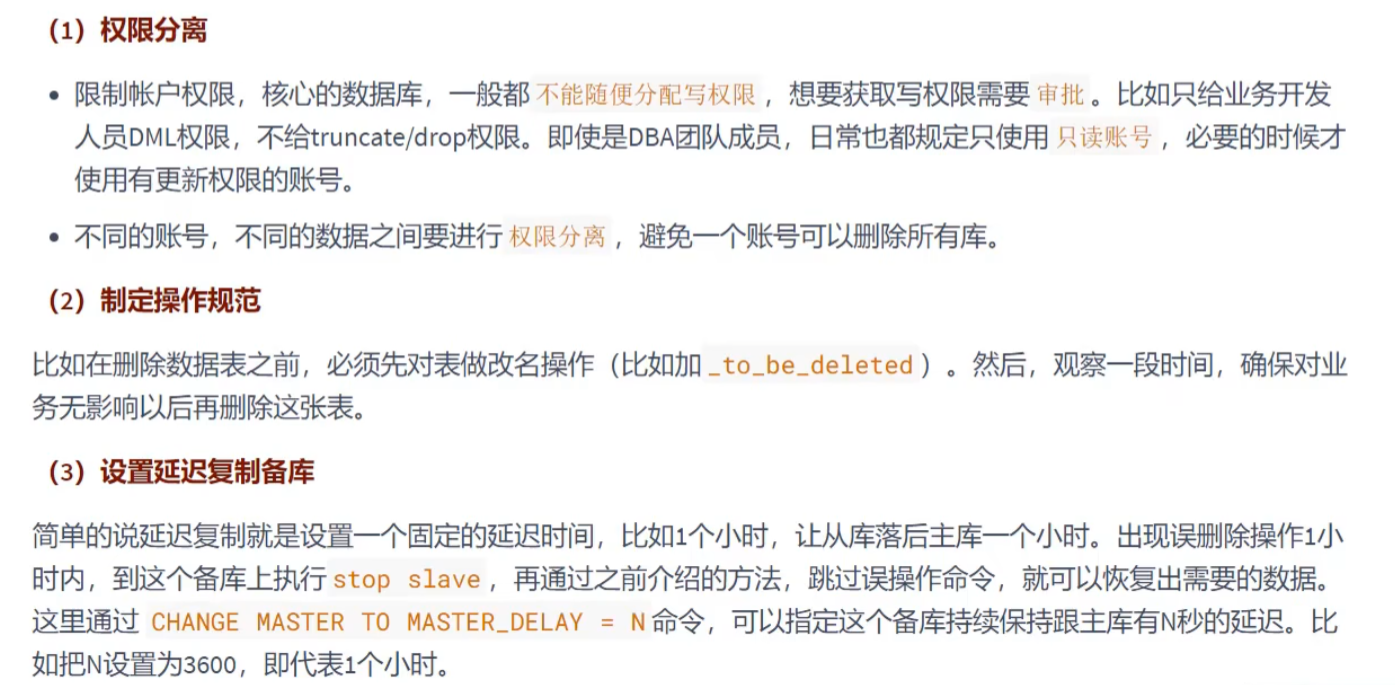 （1）权限分离
• 限制帐户权限，核心的数据库，一般都 不能随便分配写权限 ，想要获取写权限需要 审批 。比如只给业务开发
人员DML权限，不给truncate/drop权限。即使是DBA团队成员，日常也都规定只使用 只读账号 ，必要的时候才
使用有更新权限的账号。
• 不同的账号，不同的数据之间要进行 权限分离 ，避免一个账号可以删除所有库。
（2）制定操作规范
比如在删除数据表之前，必须先对表做改名操作（比如加 _to_be_deleted ）。然后，观察一段时间，确保对业
务无影响以后再删除这张表。
（3）设置延迟复制备库
简单的说延迟复制就是设置一个固定的延迟时间，比如1个小时，让从库落后主库一个小时。出现误删除操作1小
时内，到这个备库上执行 stop slave ，再通过之前介绍的方法，跳过误操作命令，就可以恢复出需要的数据。
这里通过 CHANGE MASTER TO MASTER_DELAY = N 命令，可以指定这个备库持续保持跟主库有N秒的延迟。比
如把N设置为3600，即代表1个小时。